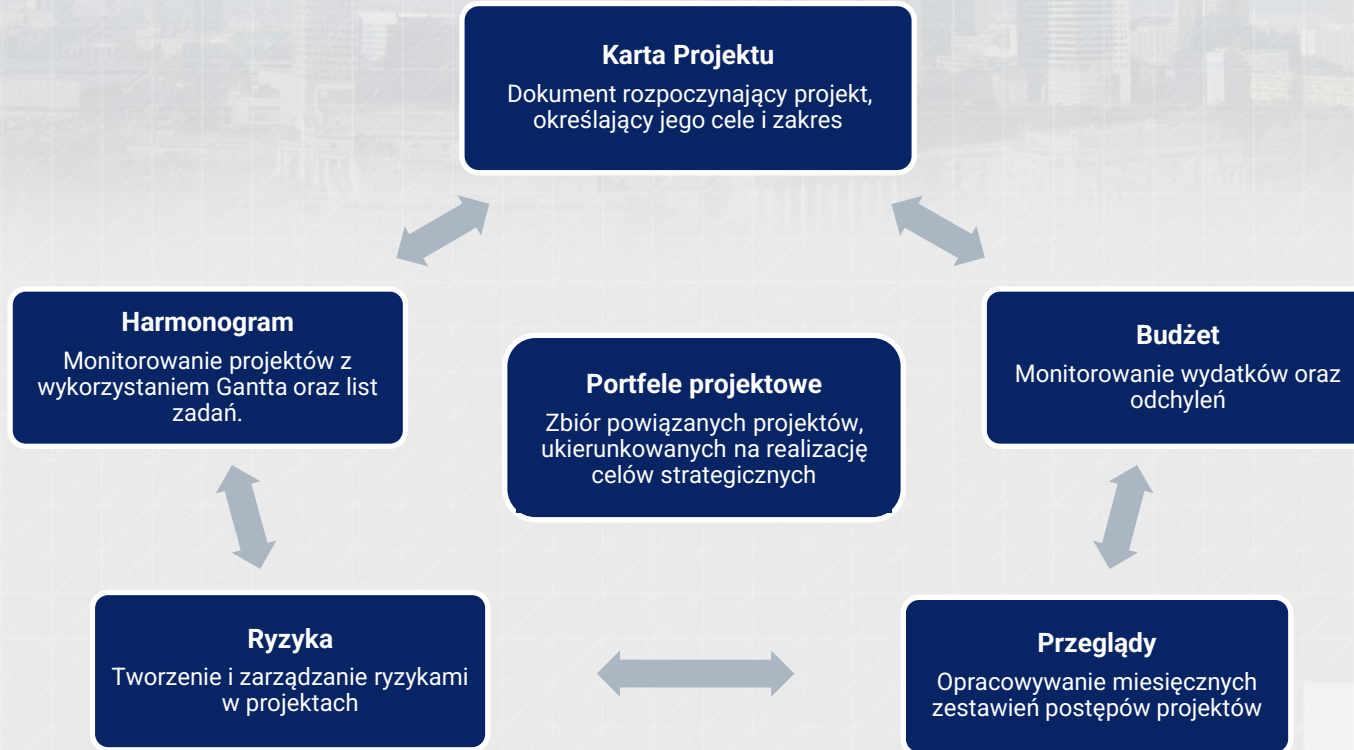 Karta Projektu
Dokument rozpoczynający projekt,
określający jego cele i zakres
Harmonogram
Monitorowanie projektów z
wykorzystaniem Gantta oraz list
zadań.
Portfele projektowe
Zbiór powiązanych projektów,
ukierunkowanych na realizację
celów strategicznych
Budżet
Monitorowanie wydatków oraz
odchyleń
Ryzyka
Tworzenie i zarządzanie ryzykami
w projektach
Przeglądy
Opracowywanie miesięcznych
zestawień postępów projektów